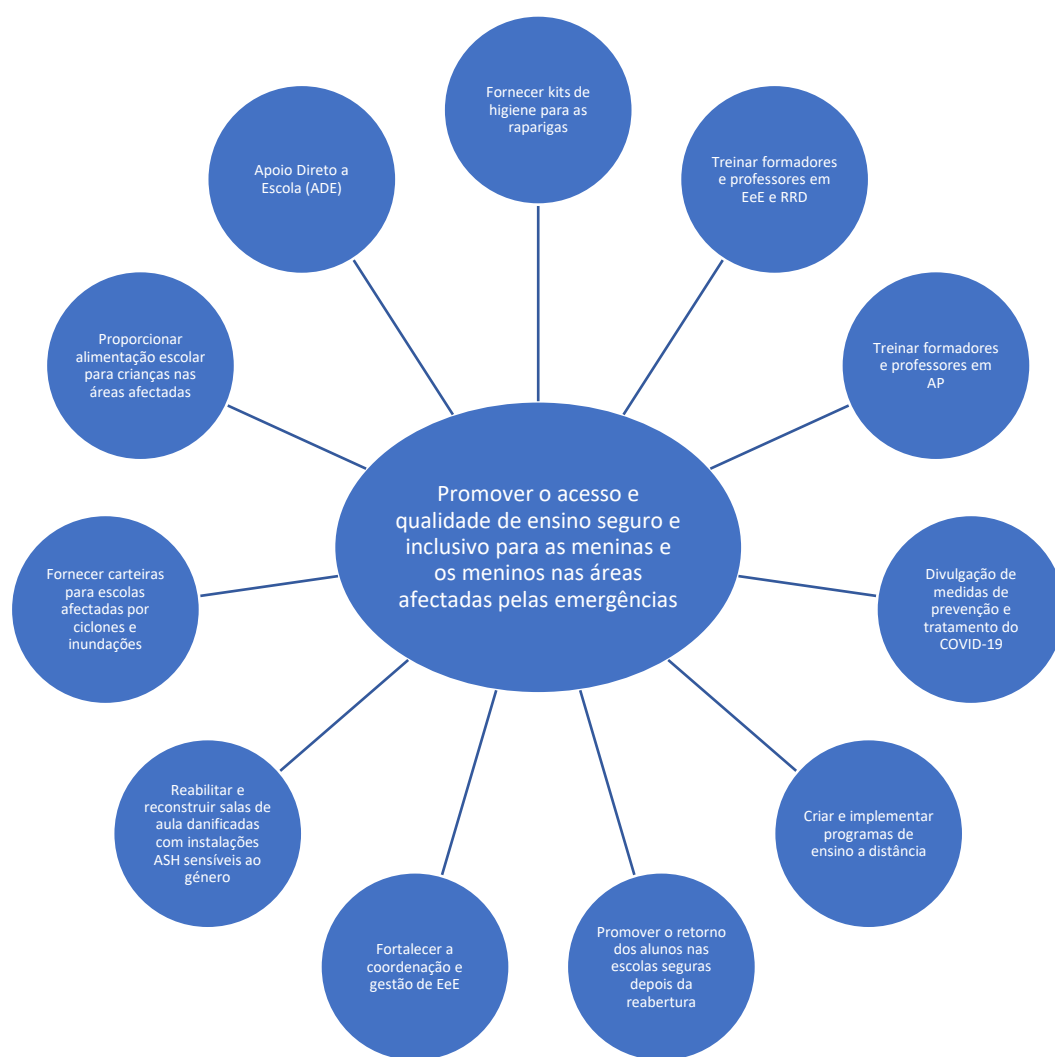 Fornecer kits de
higiene para as
raparigas
Treinar formadores
e professores em
EeE e RRD
Treinar formadores
e professores em
AP
Divulgação de
medidas de
prevenção e
tratamento do
COVID-19
Criar e implementar
programas de
ensino a distância
Promover o retorno
dos alunos nas
escolas seguras
depois da
reabertura
Fortalecer a
coordenação e
gestão de EeE
Reabilitar e
reconstruir salas de
aula danificadas
com instalações
ASH sensíveis ao
género
Fornecer carteiras
para escolas
afectadas por
ciclones e
inundações
Proporcionar
alimentação escolar
para crianças nas
áreas afectadas
Apoio Direto a
Escola (ADE)
Promover o acesso e
qualidade de ensino seguro e
inclusivo para as meninas e
os meninos nas áreas
afectadas pelas emergências